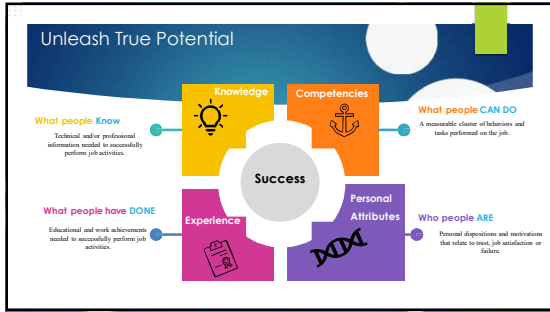 Unleash True Potential
Knowledge
Competencies
What people Know
Technical and/or professional
information needed to successfully
perform job activities.
What people CAN DO
A measurable cluster of behaviors and
tasks performed on the job.
Success
What people have DONE
Educational and work achievements
needed to successfully perform job
activities.
Experience
Personal
Attributes
Who people ARE
Personal dispositions and motivations
that relate to trust, job satisfaction or
failure.